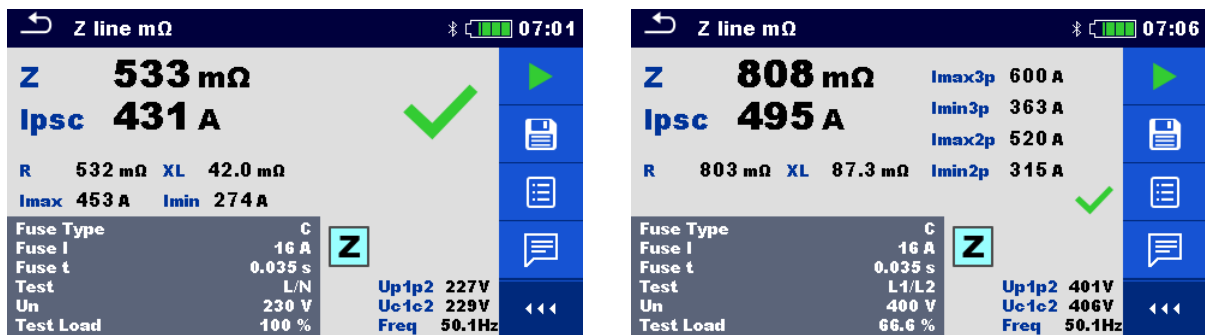 Z line mΩ 07:01
Z 533 mΩ
Ipsc 431 A
R 532 mΩ XL 42.0 mΩ
Imax 453 A Imin 274 A
Fuse Type C
Fuse I 16 A
Fuse t 0.035 s
Test L/N
Un 230 V
Test Load 100 %
Z
Up1p2 227V
Uc1c2 229V
Freq 50.1Hz
Z line mΩ 07:06
Z 808 mΩ
Ipsc 495 A
Imax3p 600 A
Imin3p 363 A
Imax2p 520 A
Imin2p 315 A
R 803 mΩ XL 87.3 mΩ
Fuse Type C
Fuse I 16 A
Fuse t 0.035 s
Test L1/L2
Un 400 V
Test Load 66.6 %
Z
Up1p2 401V
Uc1c2 406V
Freq 50.1Hz